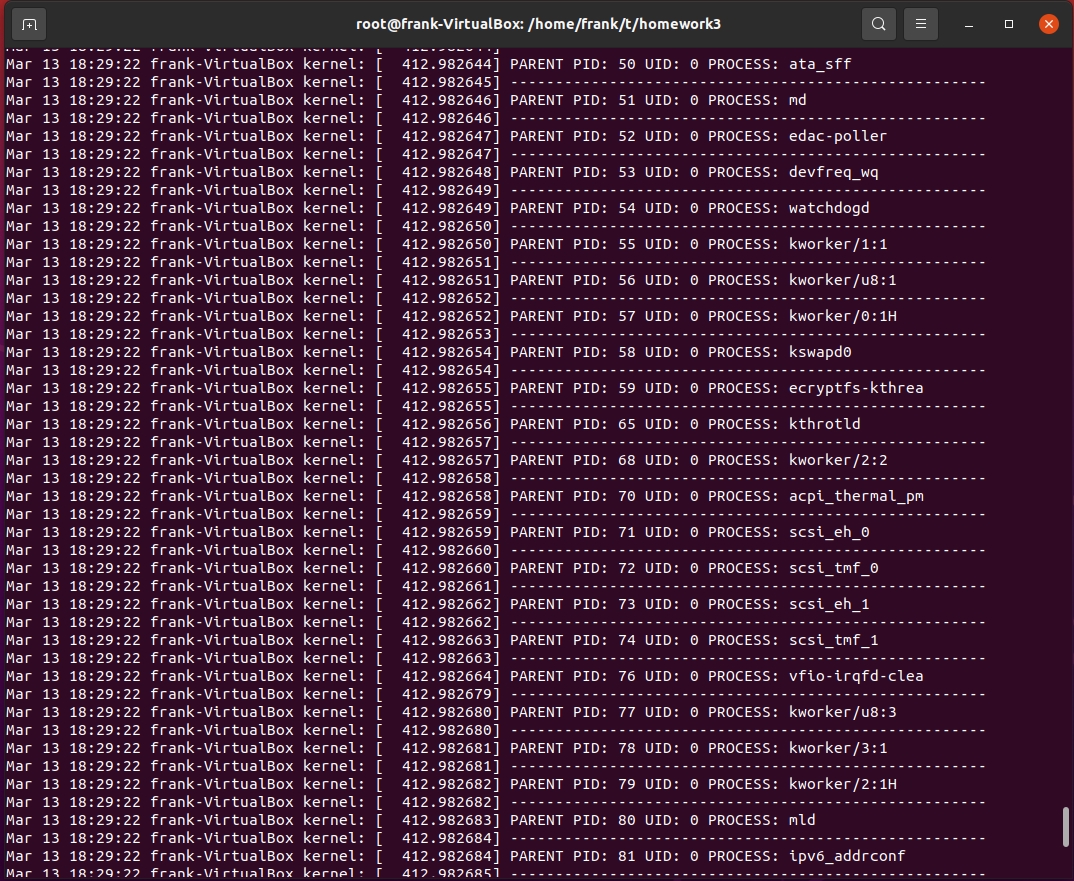 root@frank-VirtualBox: /home/frank/t/homework3
Mar 13 18:29:22 frank-VirtualBox kernel: [  412.982644]
Mar 13 18:29:22 frank-VirtualBox kernel: [  412.982644] PARENT PID: 50 UID: 0 PROCESS: ata_sff
Mar 13 18:29:22 frank-VirtualBox kernel: [  412.982645] -----------------------------------------------------
Mar 13 18:29:22 frank-VirtualBox kernel: [  412.982646] PARENT PID: 51 UID: 0 PROCESS: md
Mar 13 18:29:22 frank-VirtualBox kernel: [  412.982646] -----------------------------------------------------
Mar 13 18:29:22 frank-VirtualBox kernel: [  412.982647] PARENT PID: 52 UID: 0 PROCESS: edac-poller
Mar 13 18:29:22 frank-VirtualBox kernel: [  412.982647] -----------------------------------------------------
Mar 13 18:29:22 frank-VirtualBox kernel: [  412.982648] PARENT PID: 53 UID: 0 PROCESS: devfreq_wq
Mar 13 18:29:22 frank-VirtualBox kernel: [  412.982649] -----------------------------------------------------
Mar 13 18:29:22 frank-VirtualBox kernel: [  412.982649] PARENT PID: 54 UID: 0 PROCESS: watchdogd
Mar 13 18:29:22 frank-VirtualBox kernel: [  412.982650] -----------------------------------------------------
Mar 13 18:29:22 frank-VirtualBox kernel: [  412.982650] PARENT PID: 55 UID: 0 PROCESS: kworker/1:1
Mar 13 18:29:22 frank-VirtualBox kernel: [  412.982651] -----------------------------------------------------
Mar 13 18:29:22 frank-VirtualBox kernel: [  412.982651] PARENT PID: 56 UID: 0 PROCESS: kworker/u8:1
Mar 13 18:29:22 frank-VirtualBox kernel: [  412.982652] -----------------------------------------------------
Mar 13 18:29:22 frank-VirtualBox kernel: [  412.982652] PARENT PID: 57 UID: 0 PROCESS: kworker/0:1H
Mar 13 18:29:22 frank-VirtualBox kernel: [  412.982653] -----------------------------------------------------
Mar 13 18:29:22 frank-VirtualBox kernel: [  412.982654] PARENT PID: 58 UID: 0 PROCESS: kswapd0
Mar 13 18:29:22 frank-VirtualBox kernel: [  412.982654] -----------------------------------------------------
Mar 13 18:29:22 frank-VirtualBox kernel: [  412.982655] PARENT PID: 59 UID: 0 PROCESS: ecryptfs-kthrea
Mar 13 18:29:22 frank-VirtualBox kernel: [  412.982655] -----------------------------------------------------
Mar 13 18:29:22 frank-VirtualBox kernel: [  412.982656] PARENT PID: 65 UID: 0 PROCESS: kthrotld
Mar 13 18:29:22 frank-VirtualBox kernel: [  412.982657] -----------------------------------------------------
Mar 13 18:29:22 frank-VirtualBox kernel: [  412.982657] PARENT PID: 68 UID: 0 PROCESS: kworker/2:2
Mar 13 18:29:22 frank-VirtualBox kernel: [  412.982658] -----------------------------------------------------
Mar 13 18:29:22 frank-VirtualBox kernel: [  412.982658] PARENT PID: 70 UID: 0 PROCESS: acpi_thermal_pm
Mar 13 18:29:22 frank-VirtualBox kernel: [  412.982659] -----------------------------------------------------
Mar 13 18:29:22 frank-VirtualBox kernel: [  412.982659] PARENT PID: 71 UID: 0 PROCESS: scsi_eh_0
Mar 13 18:29:22 frank-VirtualBox kernel: [  412.982660] -----------------------------------------------------
Mar 13 18:29:22 frank-VirtualBox kernel: [  412.982660] PARENT PID: 72 UID: 0 PROCESS: scsi_tmf_0
Mar 13 18:29:22 frank-VirtualBox kernel: [  412.982661] -----------------------------------------------------
Mar 13 18:29:22 frank-VirtualBox kernel: [  412.982662] PARENT PID: 73 UID: 0 PROCESS: scsi_eh_1
Mar 13 18:29:22 frank-VirtualBox kernel: [  412.982662] -----------------------------------------------------
Mar 13 18:29:22 frank-VirtualBox kernel: [  412.982663] PARENT PID: 74 UID: 0 PROCESS: scsi_tmf_1
Mar 13 18:29:22 frank-VirtualBox kernel: [  412.982663] -----------------------------------------------------
Mar 13 18:29:22 frank-VirtualBox kernel: [  412.982664] PARENT PID: 76 UID: 0 PROCESS: vfio-irqfd-clea
Mar 13 18:29:22 frank-VirtualBox kernel: [  412.982679] -----------------------------------------------------
Mar 13 18:29:22 frank-VirtualBox kernel: [  412.982680] PARENT PID: 77 UID: 0 PROCESS: kworker/u8:3
Mar 13 18:29:22 frank-VirtualBox kernel: [  412.982680] -----------------------------------------------------
Mar 13 18:29:22 frank-VirtualBox kernel: [  412.982681] PARENT PID: 78 UID: 0 PROCESS: kworker/3:1
Mar 13 18:29:22 frank-VirtualBox kernel: [  412.982681] -----------------------------------------------------
Mar 13 18:29:22 frank-VirtualBox kernel: [  412.982682] PARENT PID: 79 UID: 0 PROCESS: kworker/2:1H
Mar 13 18:29:22 frank-VirtualBox kernel: [  412.982682] -----------------------------------------------------
Mar 13 18:29:22 frank-VirtualBox kernel: [  412.982683] PARENT PID: 80 UID: 0 PROCESS: mld
Mar 13 18:29:22 frank-VirtualBox kernel: [  412.982684] -----------------------------------------------------
Mar 13 18:29:22 frank-VirtualBox kernel: [  412.982684] PARENT PID: 81 UID: 0 PROCESS: ipv6_addrconf
Mar 13 18:29:22 frank-VirtualBox kernel: [  412.982685] -----------------------------------------------------